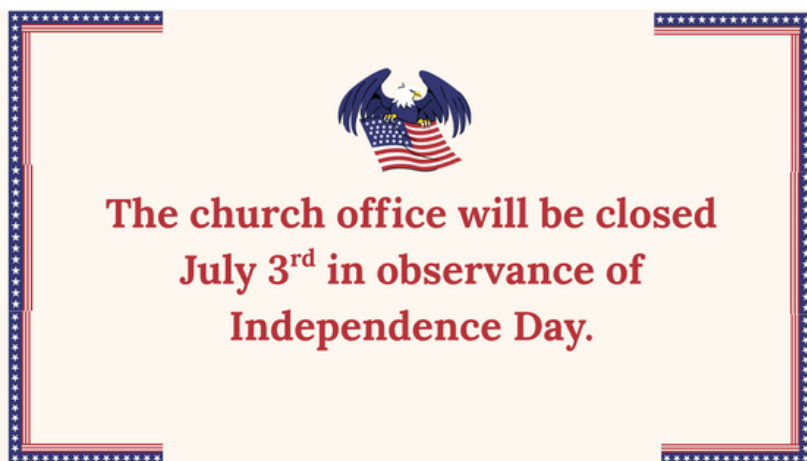 The church office will be closed
July 3rd in observance of
Independence Day.